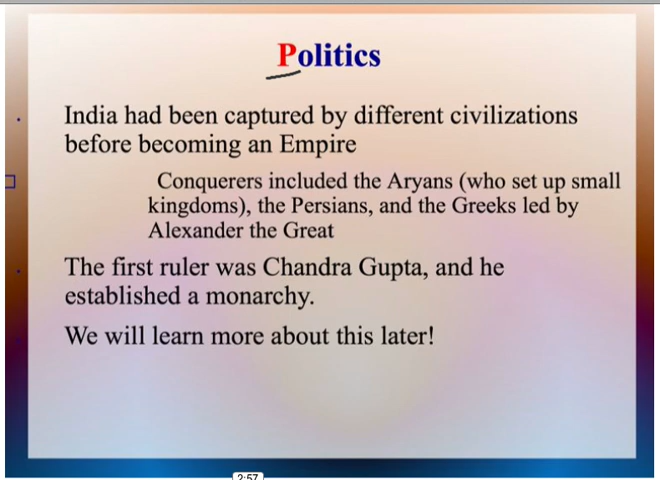 Politics
India had been captured by different civilizations
before becoming an Empire
Conquerers included the Aryans (who set up small
kingdoms), the Persians, and the Greeks led by
Alexander the Great
The first ruler was Chandra Gupta, and he
established a monarchy.
We will learn more about this later!
2:57